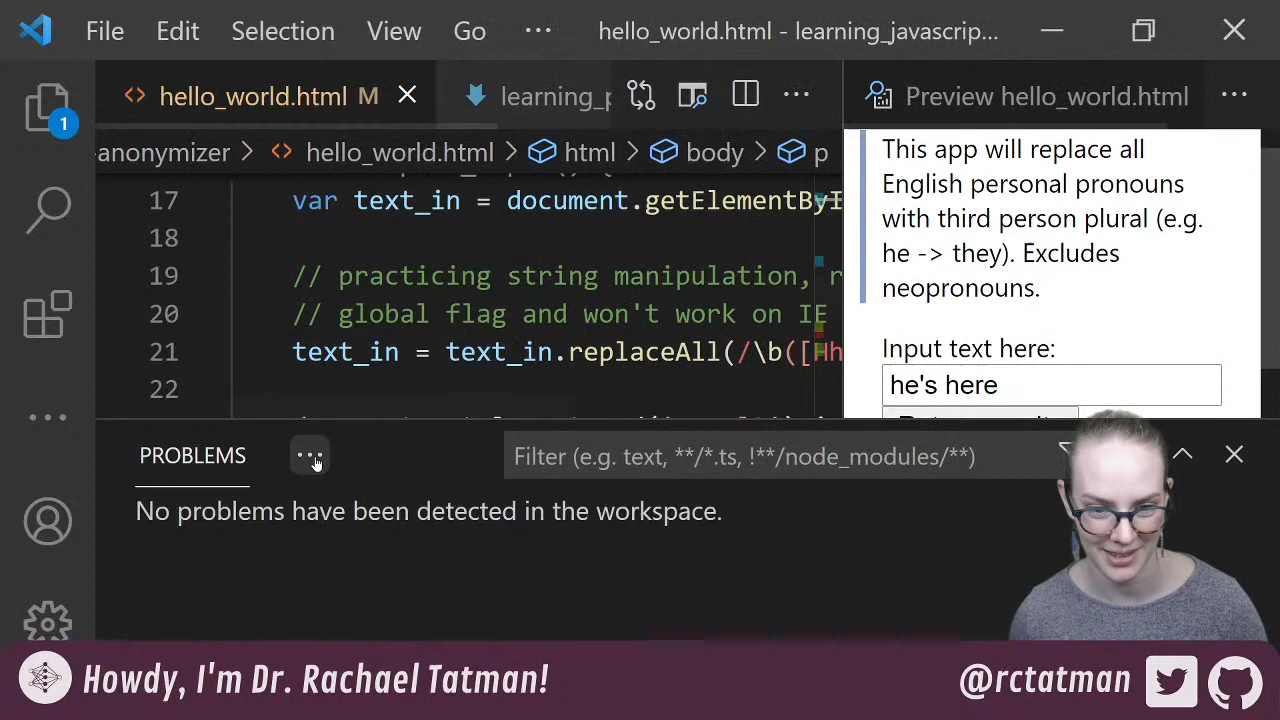 File Edit Selection View Go ··· hello_world.html - learning_javascrip...
hello_world.html M learning_p
Preview hello_world.html
-anonymizer > hello_world.html > html > body > p
17 var text_in = document.getElementByI
18
19 // practicing string manipulation, r
20 // global flag and won't work on IE
21 text_in = text_in.replaceAll(/\b([Hh
22
This app will replace all
English personal pronouns
with third person plural (e.g.
he -> they). Excludes
neopronouns.
Input text here:
he's here
1
PROBLEMS ··· Filter (e.g. text, **/*.ts, !**/node_modules/**)
No problems have been detected in the workspace.
Howdy, I'm Dr. Rachael Tatman! @rctatman